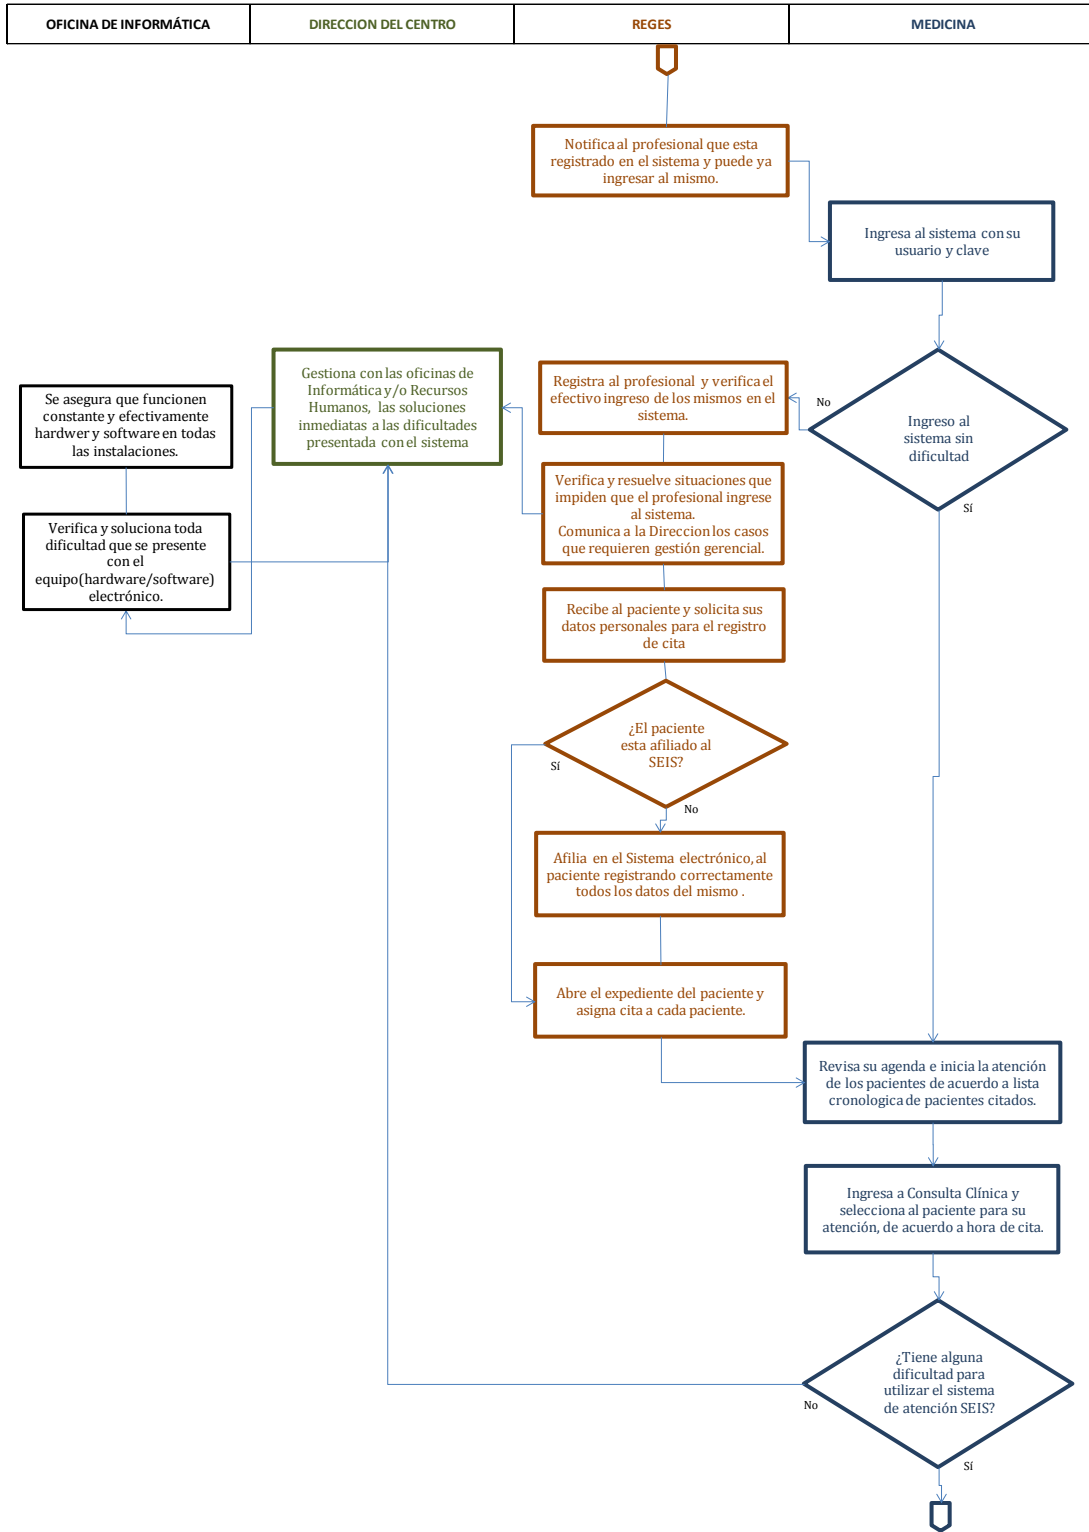 OFICINA DE INFORMÁTICA
DIRECCION DEL CENTRO
REGES
MEDICINA
Notifica al profesional que esta
registrado en el sistema y puede ya
ingresar al mismo.
Ingresa al sistema con su
usuario y clave
Ingreso al
sistema sin
dificultad
No
Sí
Registra al profesional y verifica el
efectivo ingreso de los mismos en el
sistema.
Gestiona con las oficinas de
Informática y/o Recursos
Humanos, las soluciones
inmediatas a las dificultades
presentada con el sistema
Se asegura que funcionen
constante y efectivamente
hardwer y software en todas
las instalaciones.
Verifica y resuelve situaciones que
impiden que el profesional ingrese
al sistema.
Comunica a la Direccion los casos
que requieren gestión gerencial.
Verifica y soluciona toda
dificultad que se presente
con el
equipo(hardware/software)
electrónico.
Recibe al paciente y solicita sus
datos personales para el registro
de cita
¿El paciente
esta afiliado al
SEIS?
Sí
No
Afilia en el Sistema electrónico, al
paciente registrando correctamente
todos los datos del mismo .
Abre el expediente del paciente y
asigna cita a cada paciente.
Revisa su agenda e inicia la atención
de los pacientes de acuerdo a lista
cronologica de pacientes citados.
Ingresa a Consulta Clínica y
selecciona al paciente para su
atención, de acuerdo a hora de cita.
¿Tiene alguna
dificultad para
utilizar el sistema
de atención SEIS?
No
Sí